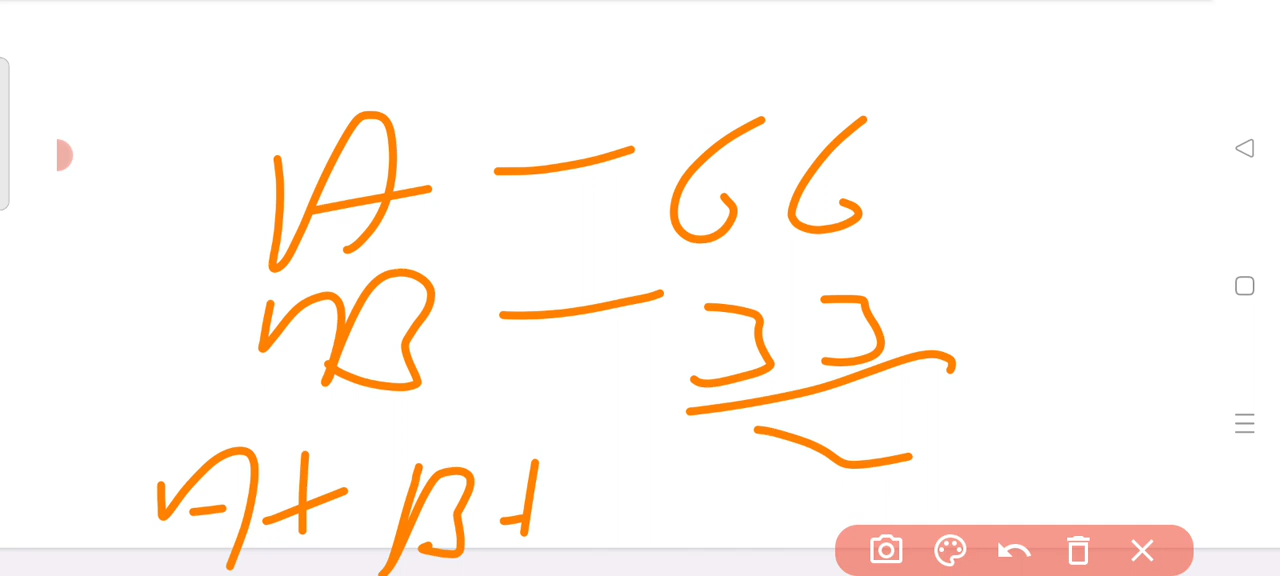 A — 66
B — 33
A + B +